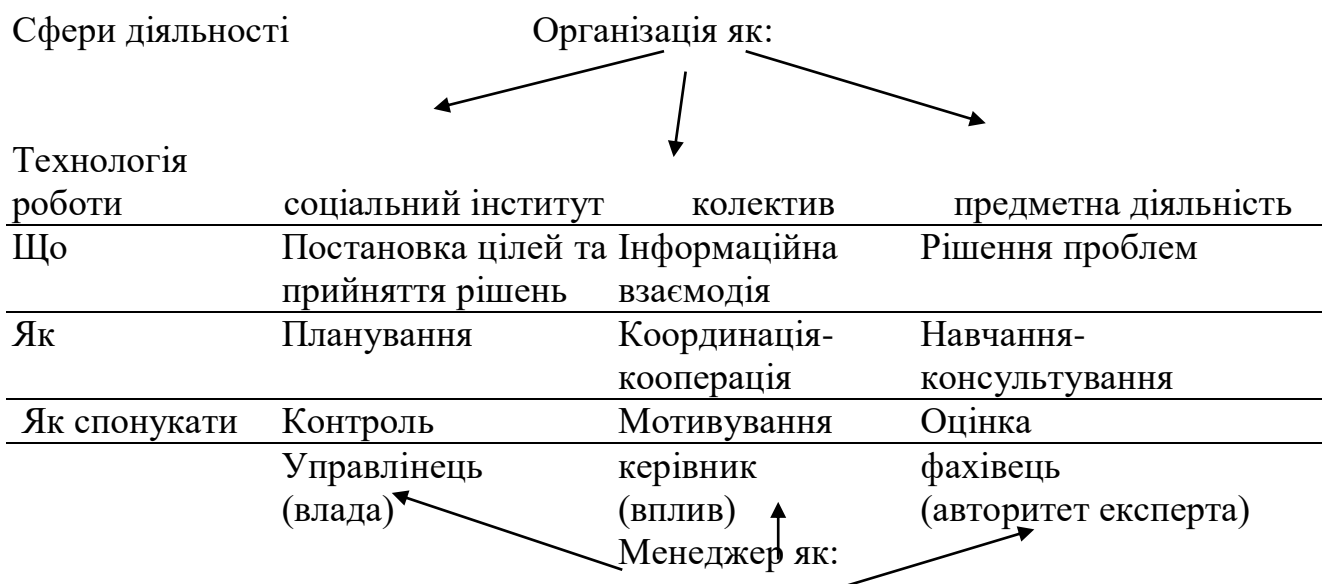 Сфери діяльності Організація як:
Технологія
роботи соціальний інститут колектив предметна діяльність
Що Постановка цілей та Інформаційна Рішення проблем
прийняття рішень взаємодія
Як Планування Координація- Навчання-
кооперація консультування
Як спонукати Контроль Мотивування Оцінка
Управлінець керівник фахівець
(влада) (вплив) (авторитет експерта)
Менеджер як: